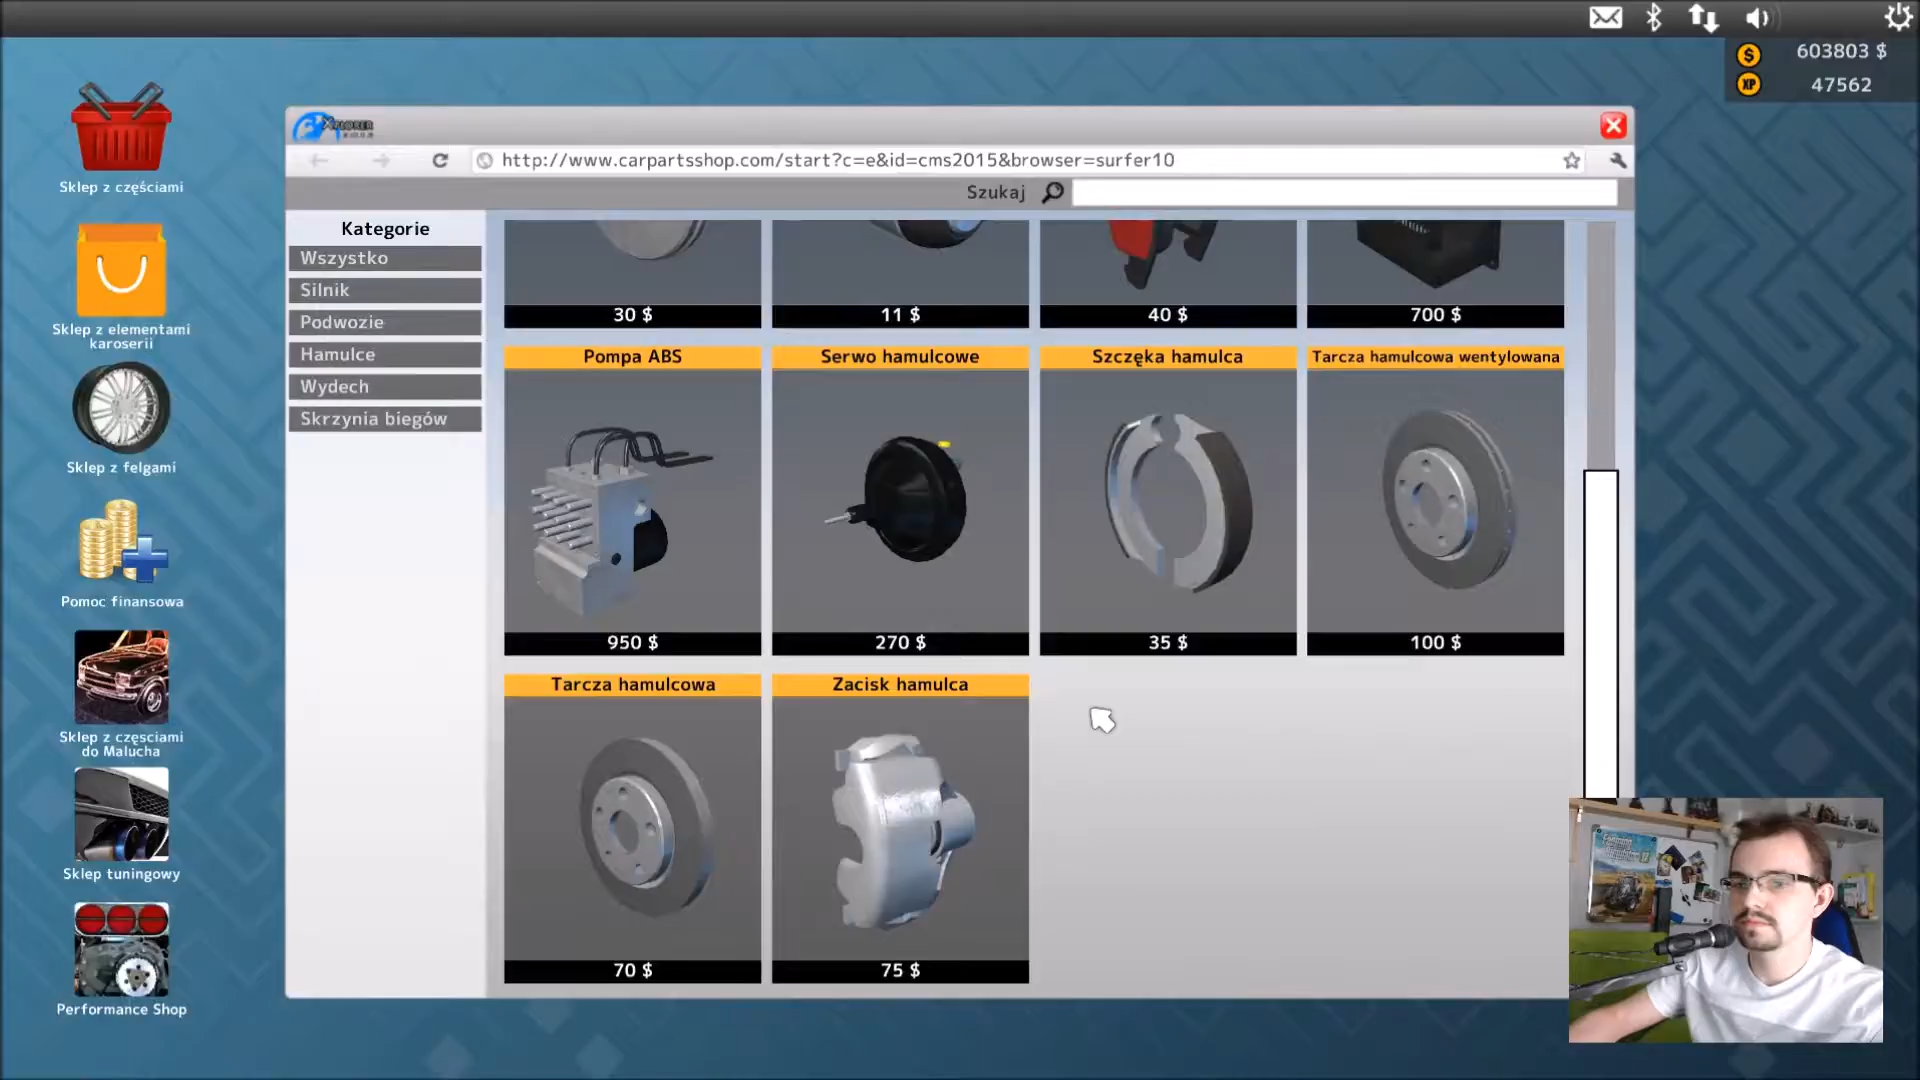 603803 $
47562
XPLORER
http://www.carpartsshop.com/start?c=e&id=cms2015&browser=surfer10
Szukaj
Kategorie
Wszystko
Silnik
Podwozie
Hamulce
Wydech
Skrzynia biegów
30 $
11 $
40 $
700 $
Pompa ABS
Serwo hamulcowe
Szczęka hamulca
Tarcza hamulcowa wentylowana
950 $
270 $
35 $
100 $
Tarcza hamulcowa
Zacisk hamulca
70 $
75 $
Sklep z częściami
Sklep z elementami
karoserii
Sklep z felgami
Pomoc finansowa
Sklep z częsciami
do Malucha
Sklep tuningowy
Performance Shop